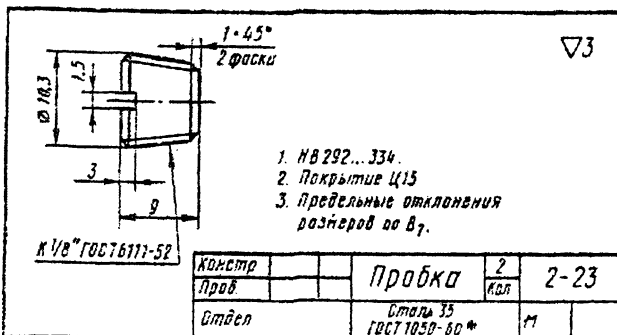 1×45°
2 фаски
▽3
Ø 10,3
1,5
3
9
К 1/8" ГОСТ 6111-52
1. НВ 292...334.
2. Покрытие Ц15
3. Предельные отклонения
размеров по В7.
Констр
Пров.
Отдел
Пробка
2
Кол
2-23
Сталь 35
ГОСТ 1050-60*
М